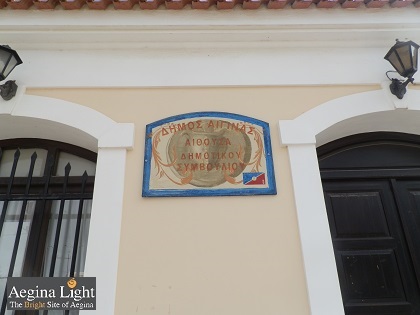 ΔΗΜΟΣ ΑΙΓΙΝΑΣ
ΑΙΘΟΥΣΑ
ΔΗΜΟΤΙΚΟΥ
ΣΥΜΒΟΥΛΙΟΥ
Aegina Light
The Bright Site of Aegina